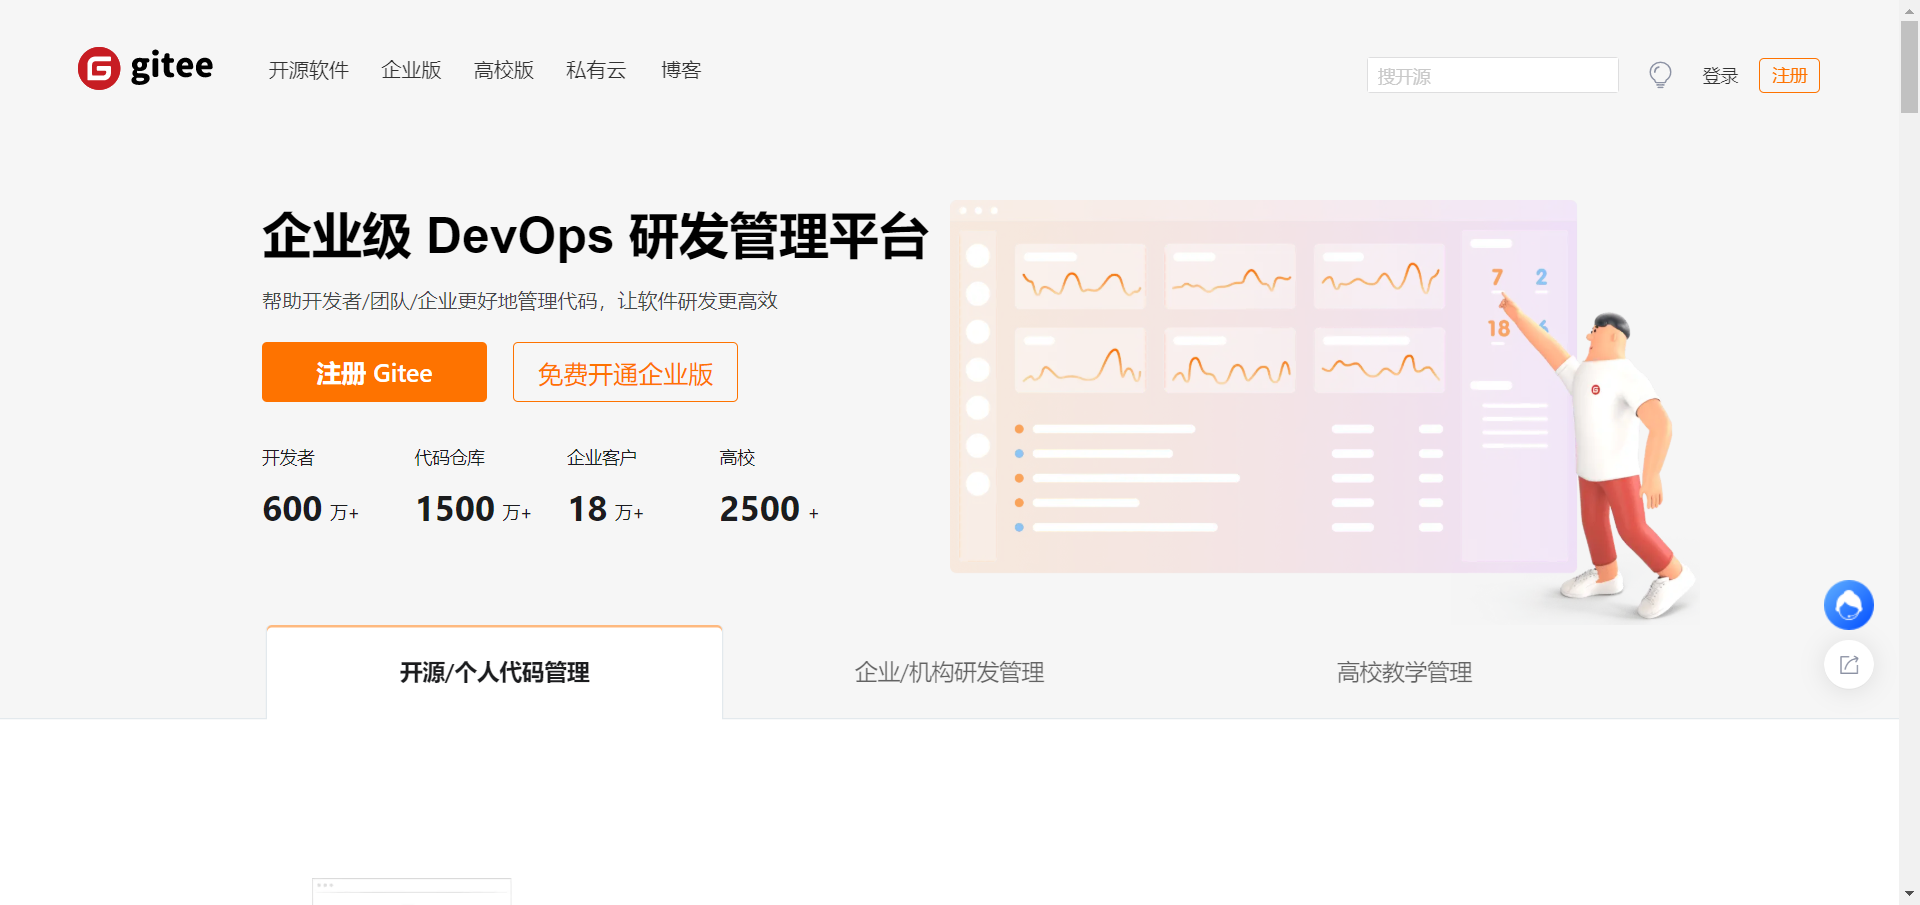 gitee 开源软件 企业版 高校版 私有云 博客 搜开源 登录 注册
企业级 DevOps 研发管理平台
帮助开发者/团队/企业更好地管理代码，让软件研发更高效
注册 Gitee 免费开通企业版
开发者 代码仓库 企业客户 高校
600 万+ 1500 万+ 18 万+ 2500 +
7 2
18 6
开源/个人代码管理 企业/机构研发管理 高校教学管理